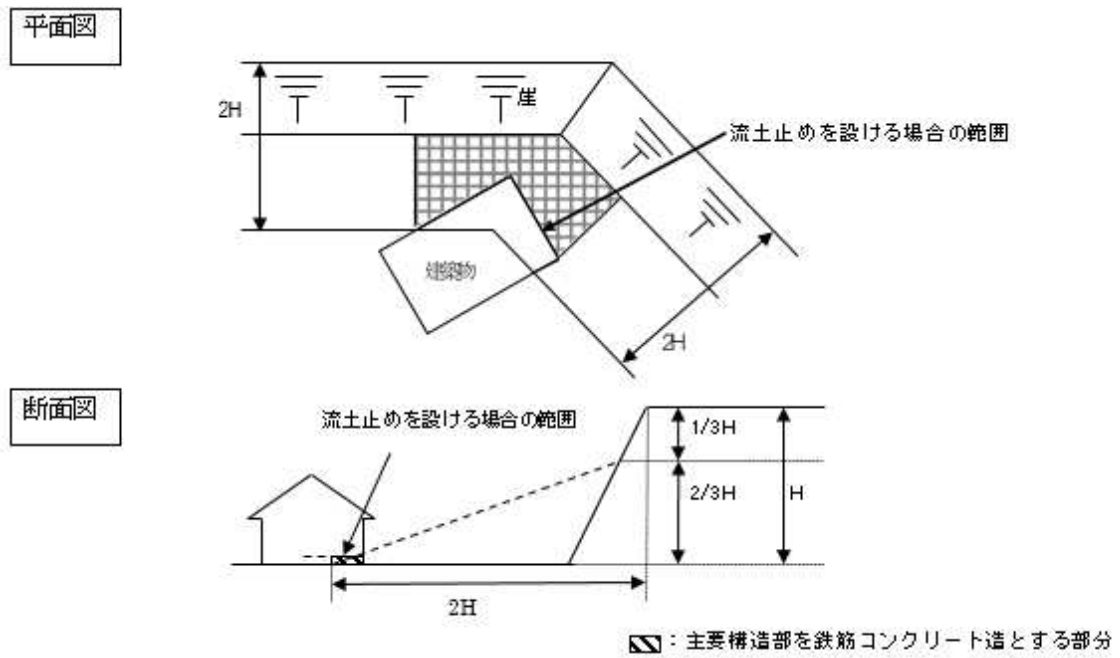 平面図
2H
崖
流土止めを設ける場合の範囲
建築物
2H
断面図
流土止めを設ける場合の範囲
1/3H
2/3H
H
2H
：主要構造部を鉄筋コンクリート造とする部分